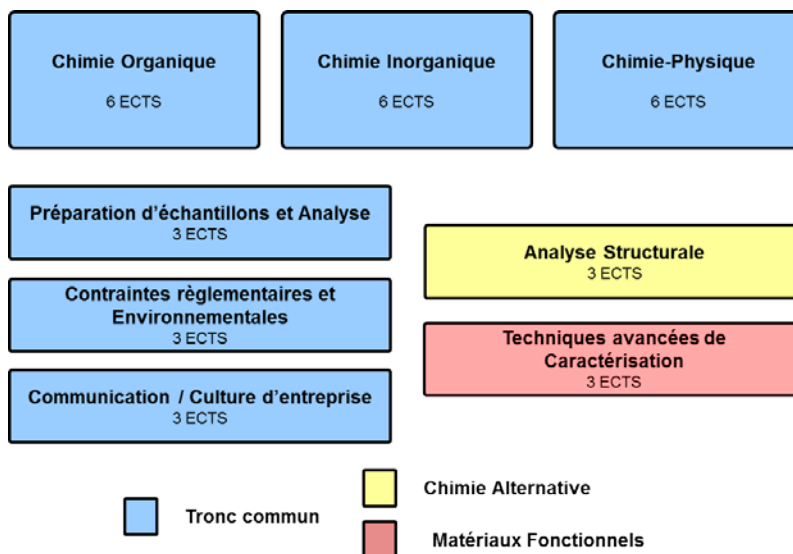 Chimie Organique
6 ECTS
Chimie Inorganique
6 ECTS
Chimie-Physique
6 ECTS
Préparation d'échantillons et Analyse
3 ECTS
Contraintes règlementaires et
Environnementales
3 ECTS
Communication / Culture d'entreprise
3 ECTS
Analyse Structurale
3 ECTS
Techniques avancées de
Caractérisation
3 ECTS
Tronc commun
Chimie Alternative
Matériaux Fonctionnels